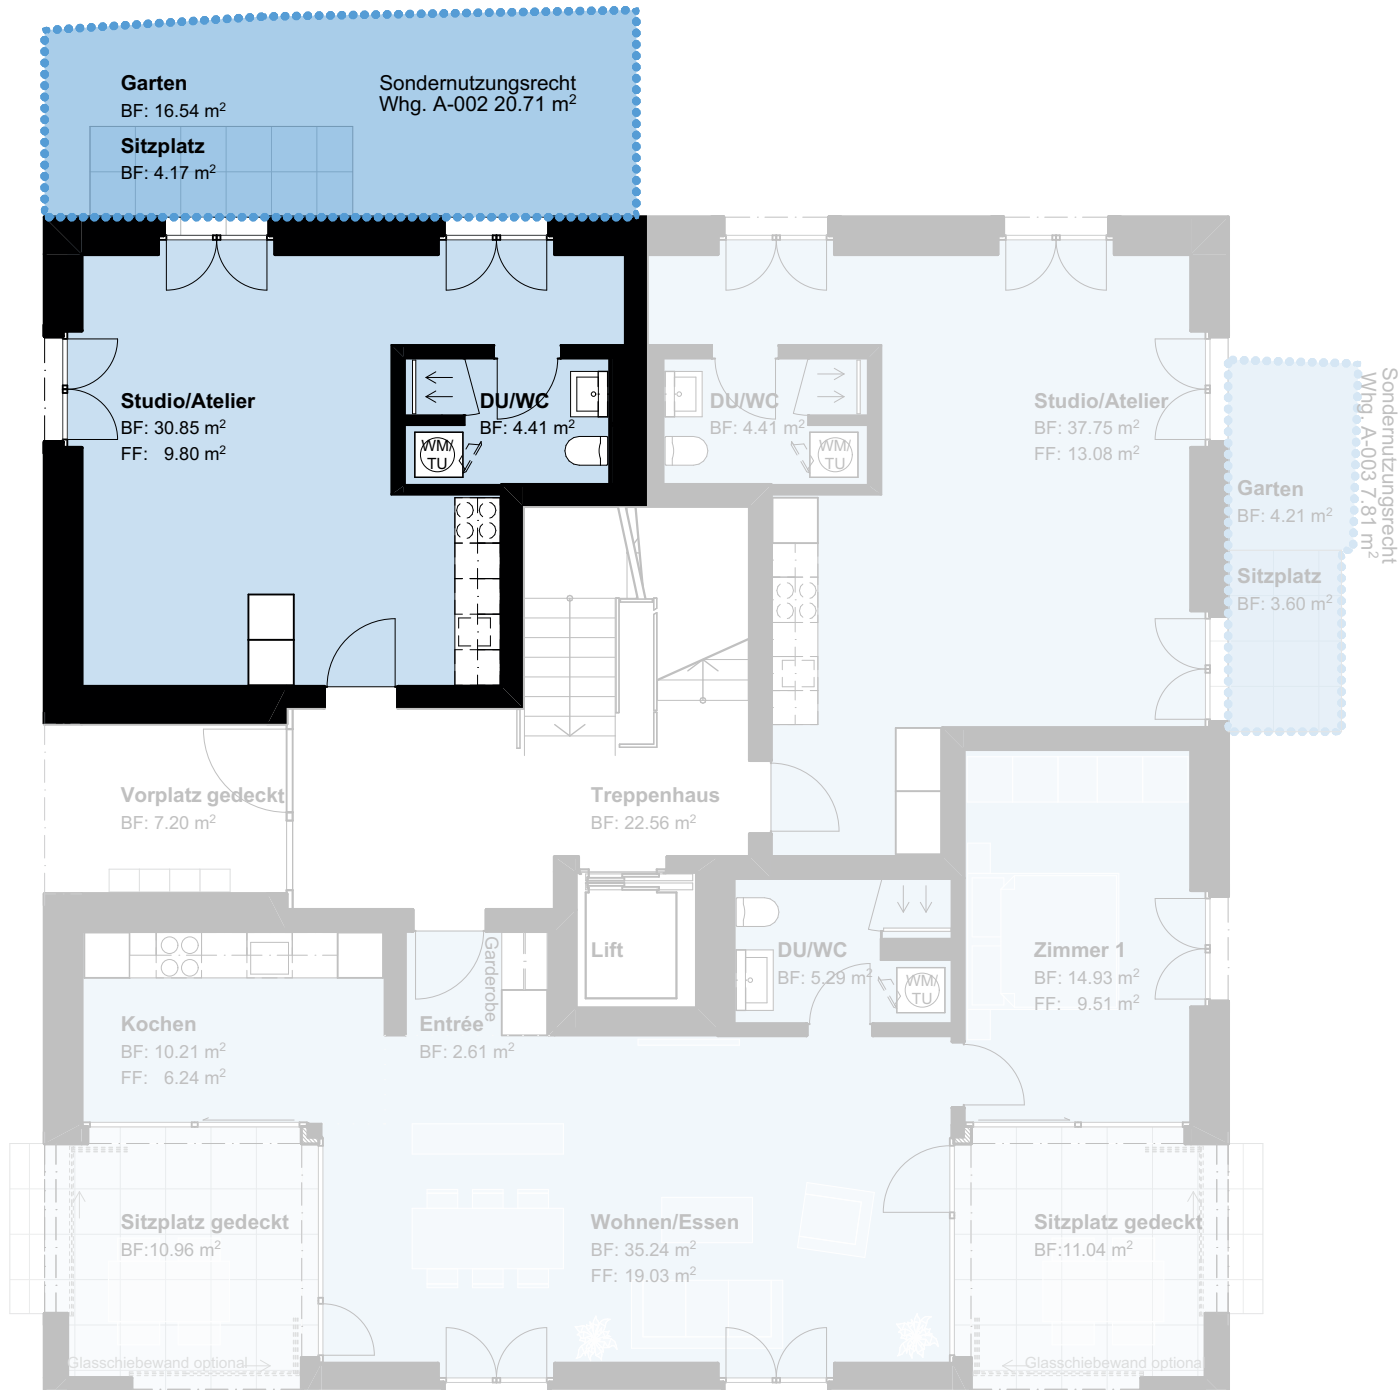 Garten
BF: 16.54 m²
Sondernutzungsrecht
Whg. A-002 20.71 m²
Sitzplatz
BF: 4.17 m²
Studio/Atelier
BF: 30.85 m²
FF: 9.80 m²
DU/WC
BF: 4.41 m²
WM/
TU
DU/WC
BF: 4.41 m²
WM/
TU
Studio/Atelier
BF: 37.75 m²
FF: 13.08 m²
Sondernutzungsrecht
Whg. A-003 7.81 m²
Garten
BF: 4.21 m²
Sitzplatz
BF: 3.60 m²
Vorplatz gedeckt
BF: 7.20 m²
Treppenhaus
BF: 22.56 m²
Kochen
BF: 10.21 m²
FF: 6.24 m²
Garderobe
Entrée
BF: 2.61 m²
Lift
DU/WC
BF: 5.29 m²
WM/
TU
Zimmer 1
BF: 14.93 m²
FF: 9.51 m²
Sitzplatz gedeckt
BF:10.96 m²
Wohnen/Essen
BF: 35.24 m²
FF: 19.03 m²
Sitzplatz gedeckt
BF:11.04 m²
Glasschiebewand optional
Glasschiebewand optional